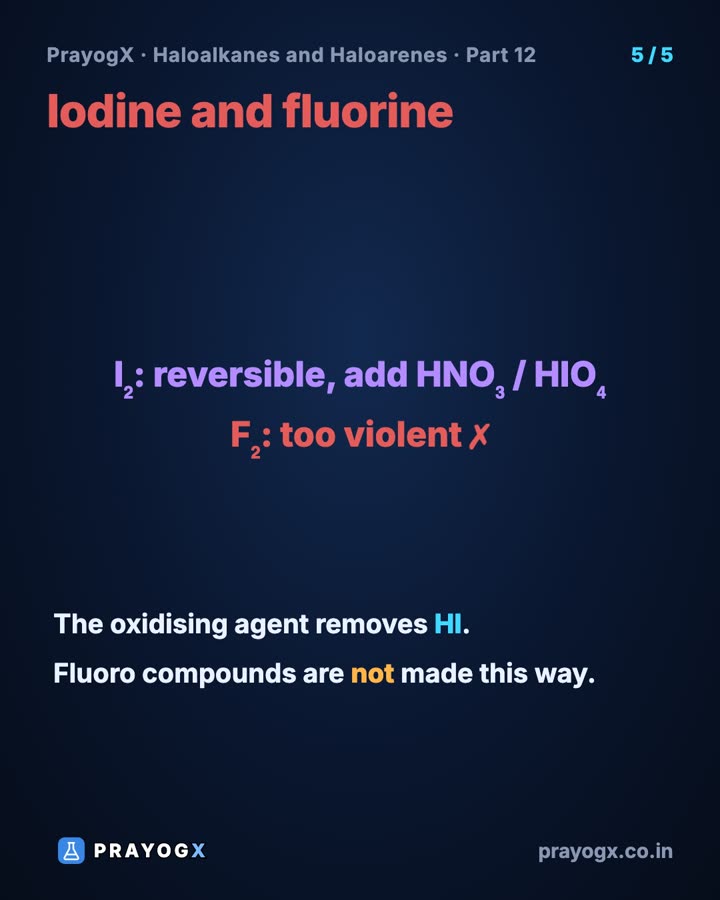 PrayogX · Haloalkanes and Haloarenes · Part 12 5 / 5
Iodine and fluorine
I₂: reversible, add HNO₃ / HIO₄
F₂: too violent ✗
The oxidising agent removes HI.
Fluoro compounds are not made this way.
PRAYOGX prayogx.co.in